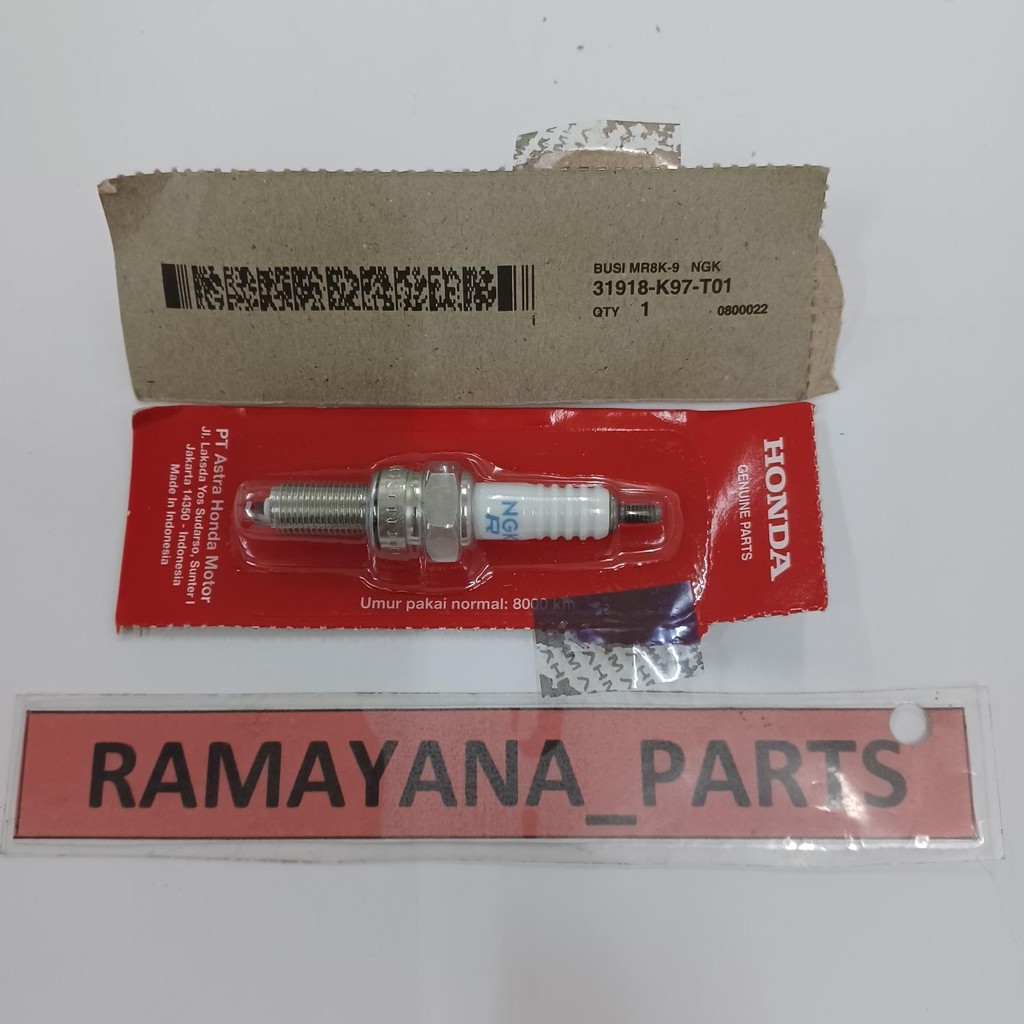 BUSI MR8K-9 NGK
31918-K97-T01
QTY 1 0800022
PT Astra Honda Motor
Jl. Laksda Yos Sudarso, Sunter I
Jakarta 14350 - Indonesia
Made In Indonesia
NGK
R
HONDA
GENUINE PARTS
Umur pakai normal: 8000 km
RAMAYANA_PARTS